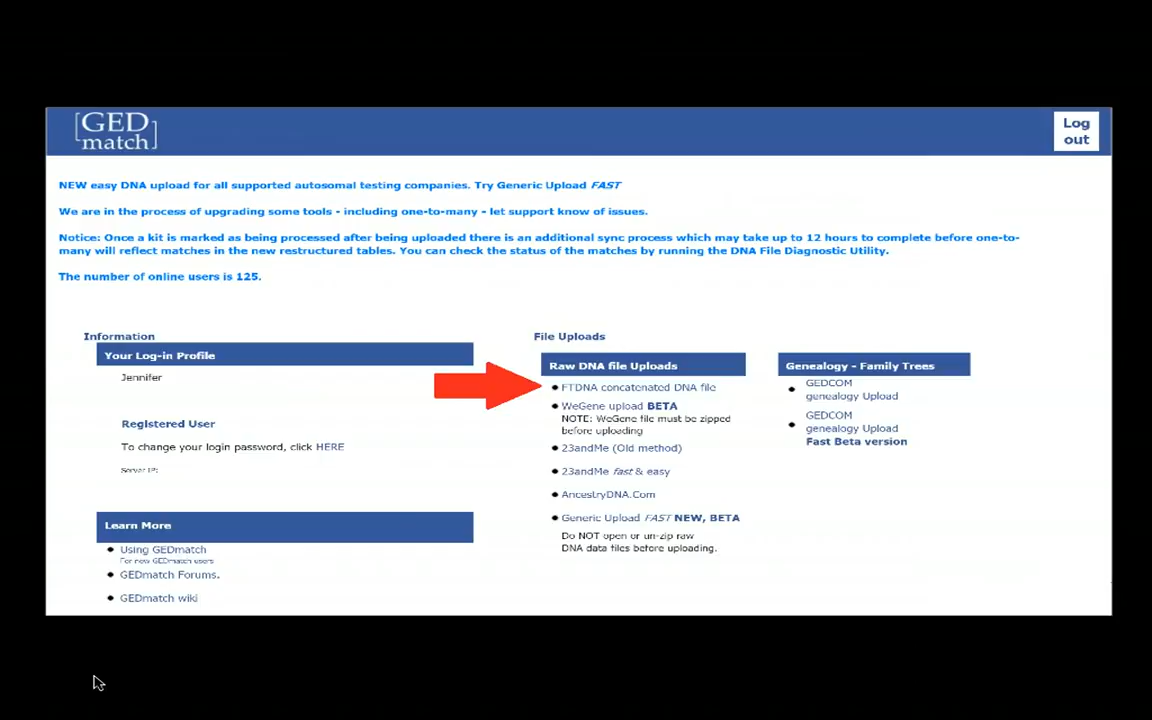 GED
match
Log
out
NEW easy DNA upload for all supported autosomal testing companies. Try Generic Upload FAST
We are in the process of upgrading some tools - including one-to-many - let support know of issues.
Notice: Once a kit is marked as being processed after being uploaded there is an additional sync process which may take up to 12 hours to complete before one-to-
many will reflect matches in the new restructured tables. You can check the status of the matches by running the DNA File Diagnostic Utility.
The number of online users is 125.
Information
Your Log-in Profile
Jennifer
Registered User
To change your login password, click HERE
Server IP:
Learn More
Using GEDmatch
For new GEDmatch users
GEDmatch Forums.
GEDmatch wiki
File Uploads
Raw DNA file Uploads
FTDNA concatenated DNA file
WeGene upload BETA
NOTE: WeGene file must be zipped
before uploading
23andMe (Old method)
23andMe fast & easy
AncestryDNA.Com
Generic Upload FAST NEW, BETA
Do NOT open or un-zip raw
DNA data files before uploading.
Genealogy - Family Trees
GEDCOM
genealogy Upload
GEDCOM
genealogy Upload
Fast Beta version